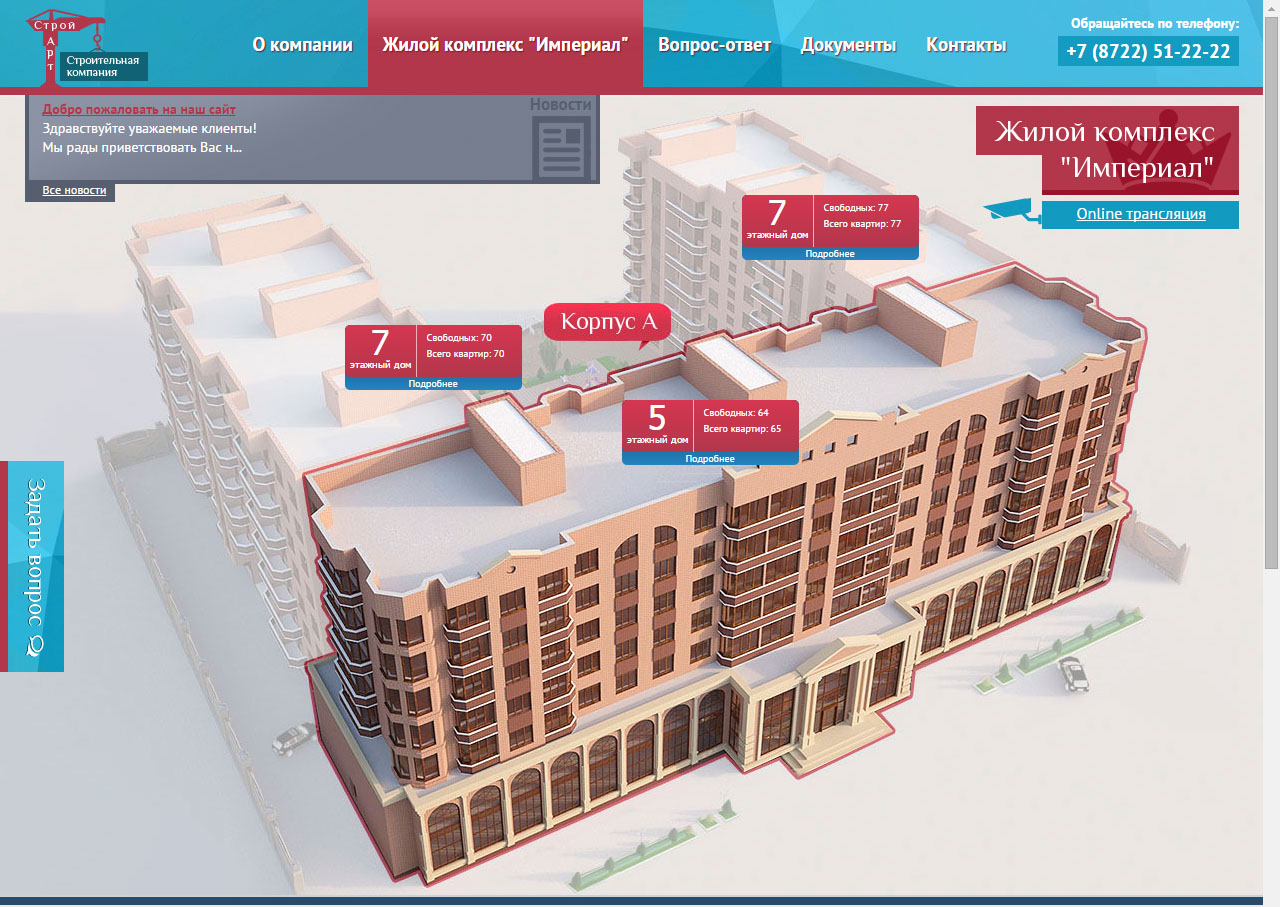 Строй
Арт
Строительная
компания
О компании
Жилой комплекс "Империал"
Вопрос-ответ
Документы
Контакты
Обращайтесь по телефону:
+7 (8722) 51-22-22
Добро пожаловать на наш сайт
Здравствуйте уважаемые клиенты!
Мы рады приветствовать Вас н...
Новости
Все новости
Жилой комплекс
"Империал"
Online трансляция
7
этажный дом
Свободных: 77
Всего квартир: 77
Подробнее
Корпус А
7
этажный дом
Свободных: 70
Всего квартир: 70
Подробнее
5
этажный дом
Свободных: 64
Всего квартир: 65
Подробнее
Задать вопрос